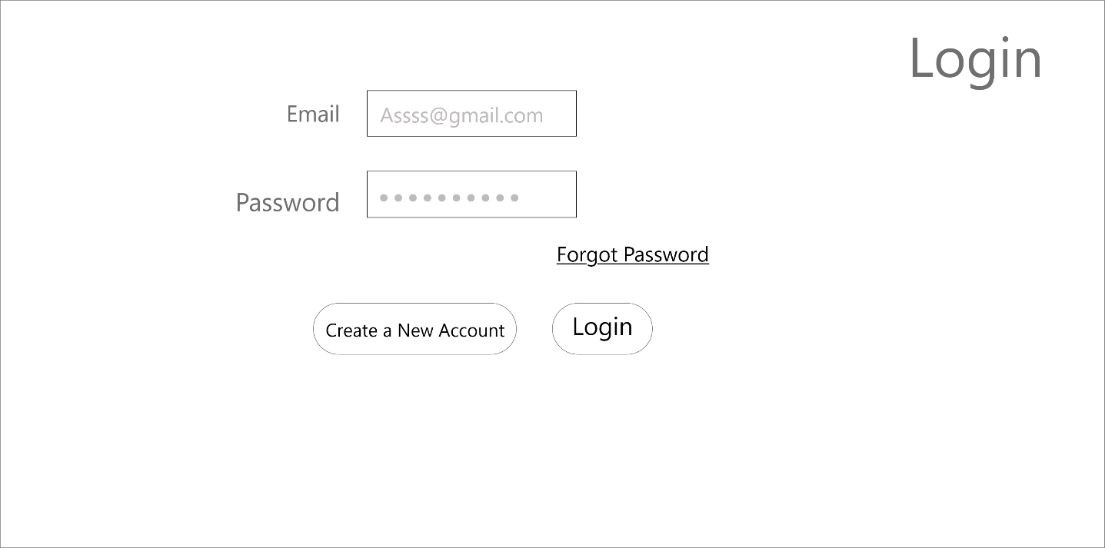 Login
Email
Assss@gmail.com
Password
••••••••••
Forgot Password
Create a New Account
Login